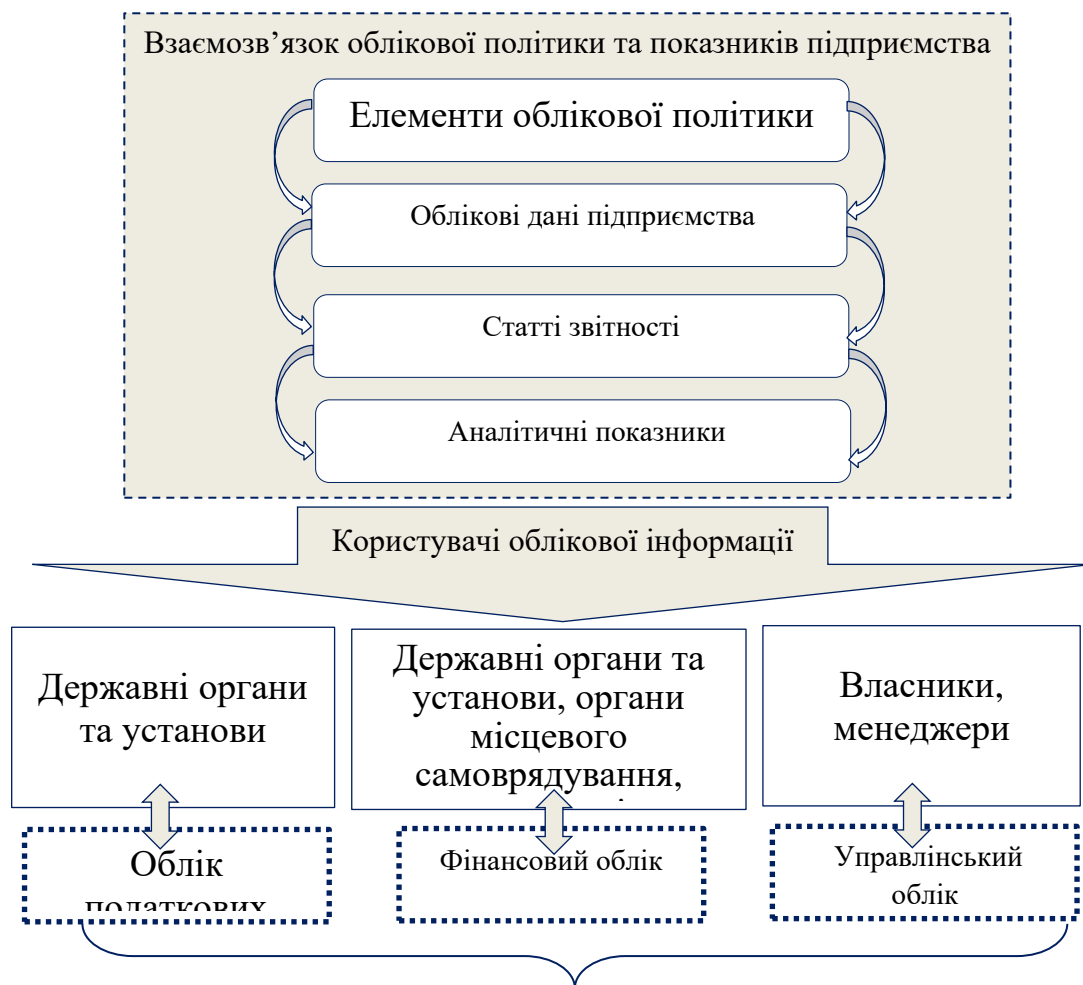 Взаємозв’язок облікової політики та показників підприємства
Елементи облікової політики
Облікові дані підприємства
Статті звітності
Аналітичні показники
Користувачі облікової інформації
Державні органи
та установи
Державні органи та
установи, органи
місцевого
самоврядування,
Власники,
менеджери
Облік
податкових
Фінансовий облік
Управлінський
облік